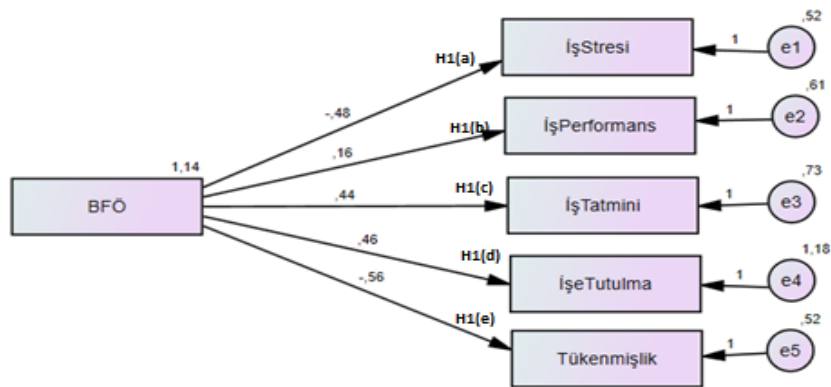 ,52
H1(a)
İşStresi
1
e1
-,48
,61
H1(b)
İşPerformans
1
e2
,16
1,14
BFÖ
,73
H1(c)
İşTatmini
1
e3
,44
1,18
H1(d)
İşeTutulma
1
e4
,46
-,56
,52
H1(e)
Tükenmişlik
1
e5